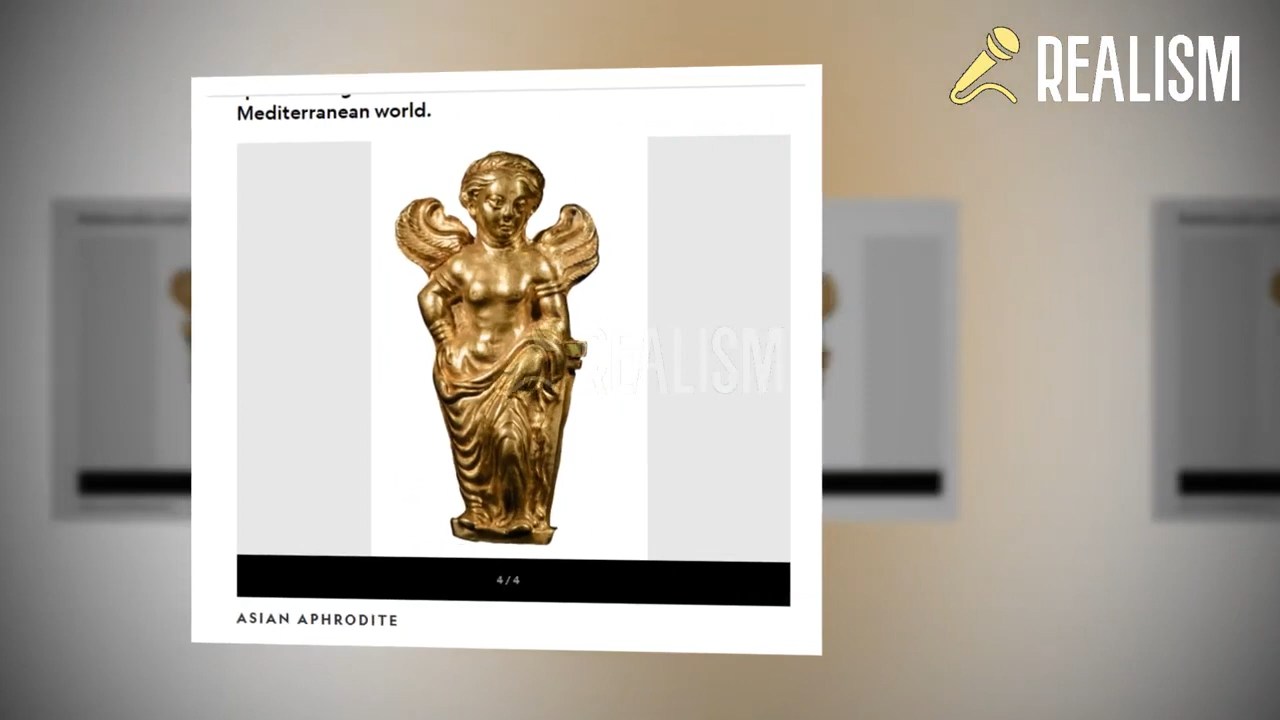 REALISM
Mediterranean world.
REALISM
4/4
ASIAN APHRODITE